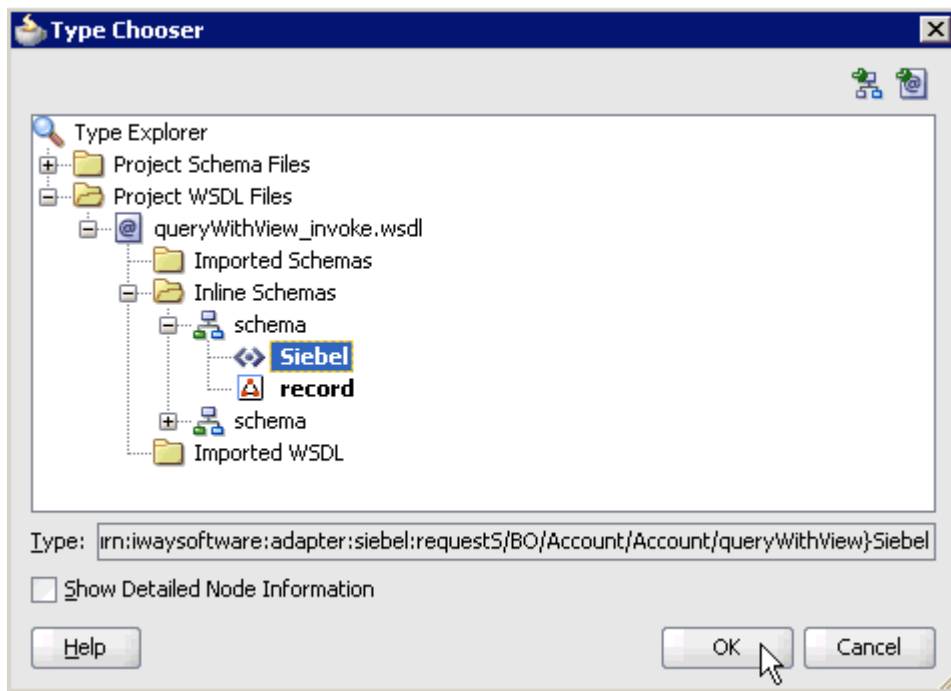 Type Chooser
Type Explorer
Project Schema Files
Project WSDL Files
queryWithView_invoke.wsdl
Imported Schemas
Inline Schemas
schema
Siebel
record
schema
Imported WSDL
Type: urn:iwaysoftware:adapter:siebel:requestS/BO/Account/Account/queryWithView}Siebel
Show Detailed Node Information
Help OK Cancel